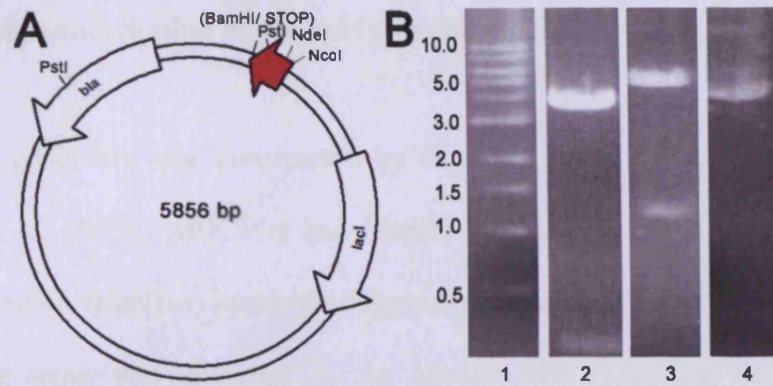 A
(BamHI/ STOP)
PstI
NdeI
NcoI
PstI
bla
5856 bp
lacI
B
10.0
5.0
3.0
2.0
1.5
1.0
0.5
1
2
3
4